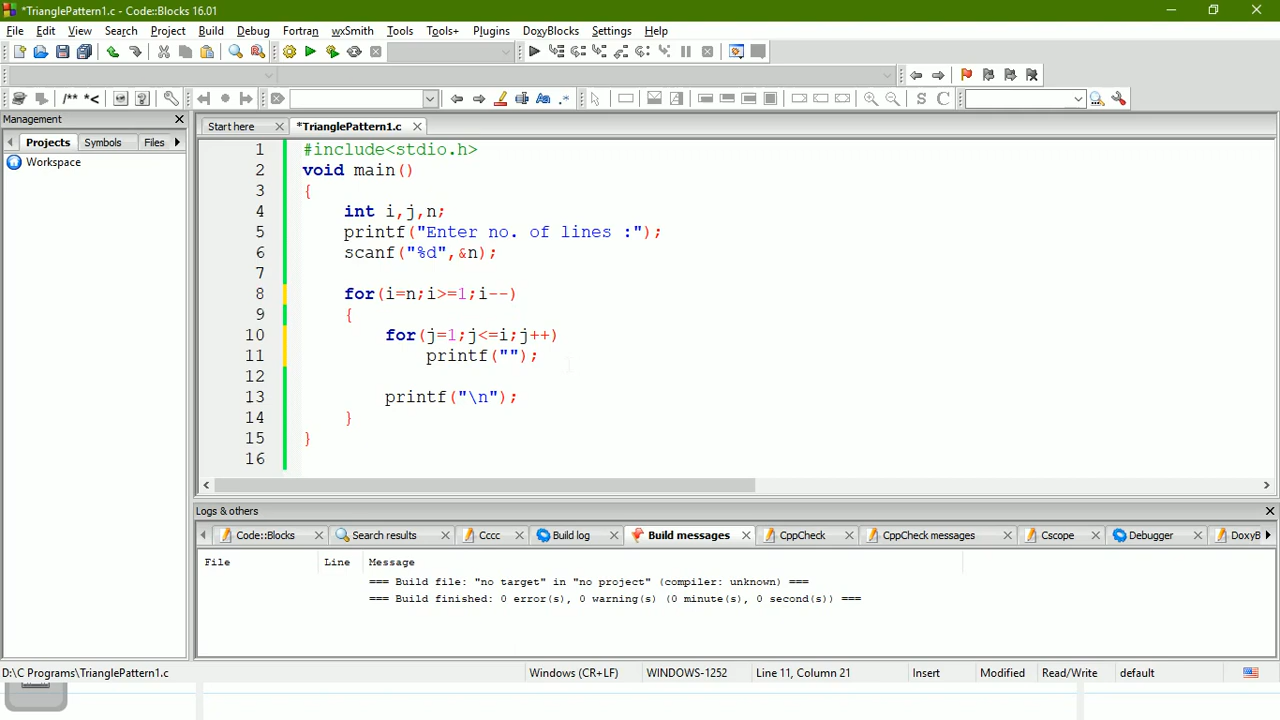 *TrianglePattern1.c - Code::Blocks 16.01
File Edit View Search Project Build Debug Fortran wxSmith Tools Tools+ Plugins DoxyBlocks Settings Help
/** *<
S C
Management
Start here *TrianglePattern1.c
Projects Symbols Files
Workspace
1 #include<stdio.h>
2 void main()
3 {
4 int i,j,n;
5 printf("Enter no. of lines :");
6 scanf("%d",&n);
7
8 for(i=n;i>=1;i--)
9 {
10 for(j=1;j<=i;j++)
11 printf("");
12
13 printf("\n");
14 }
15 }
16
Logs & others
Code::Blocks Search results Cccc Build log Build messages CppCheck CppCheck messages Cscope Debugger DoxyB
File Line Message
=== Build file: "no target" in "no project" (compiler: unknown) ===
=== Build finished: 0 error(s), 0 warning(s) (0 minute(s), 0 second(s)) ===
D:\C Programs\TrianglePattern1.c Windows (CR+LF) WINDOWS-1252 Line 11, Column 21 Insert Modified Read/Write default